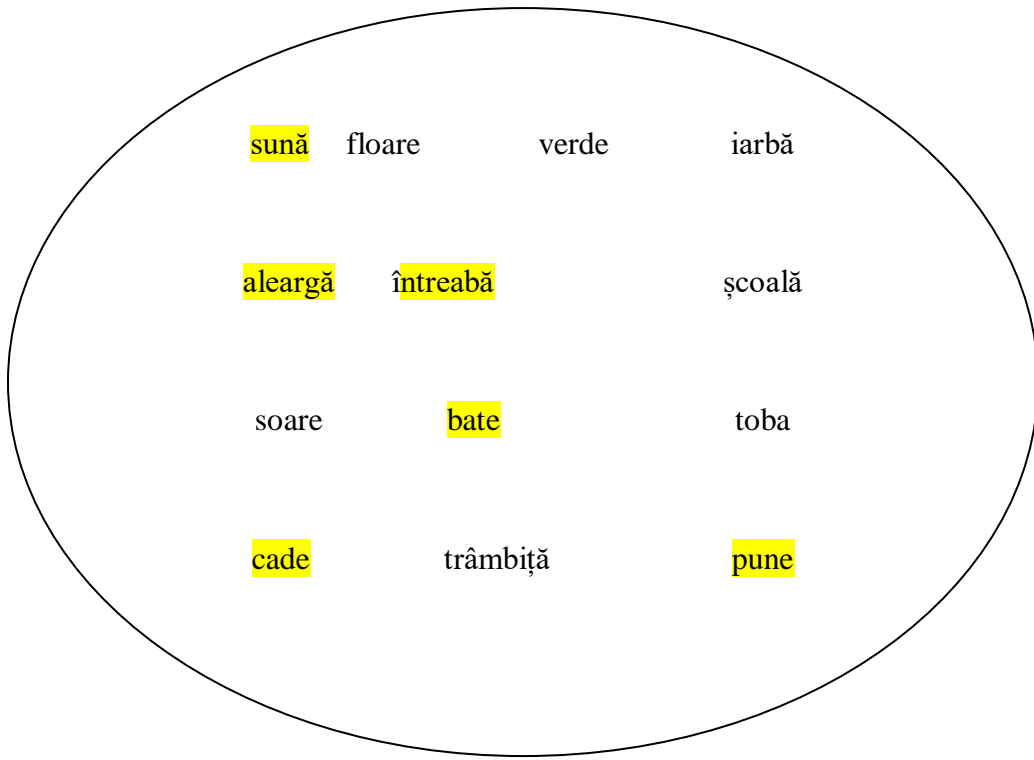 sună floare verde iarbă
aleargă întreabă școală
soare bate toba
cade trâmbiță pune